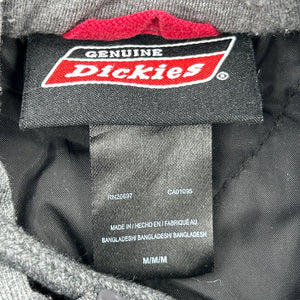 GENUINE
Dickies®
RN20697 CA01095
MADE IN / HECHO EN / FABRIQUÉ AU
BANGLADESH/ BANGLADESH/ BANGLADESH
M/M/M